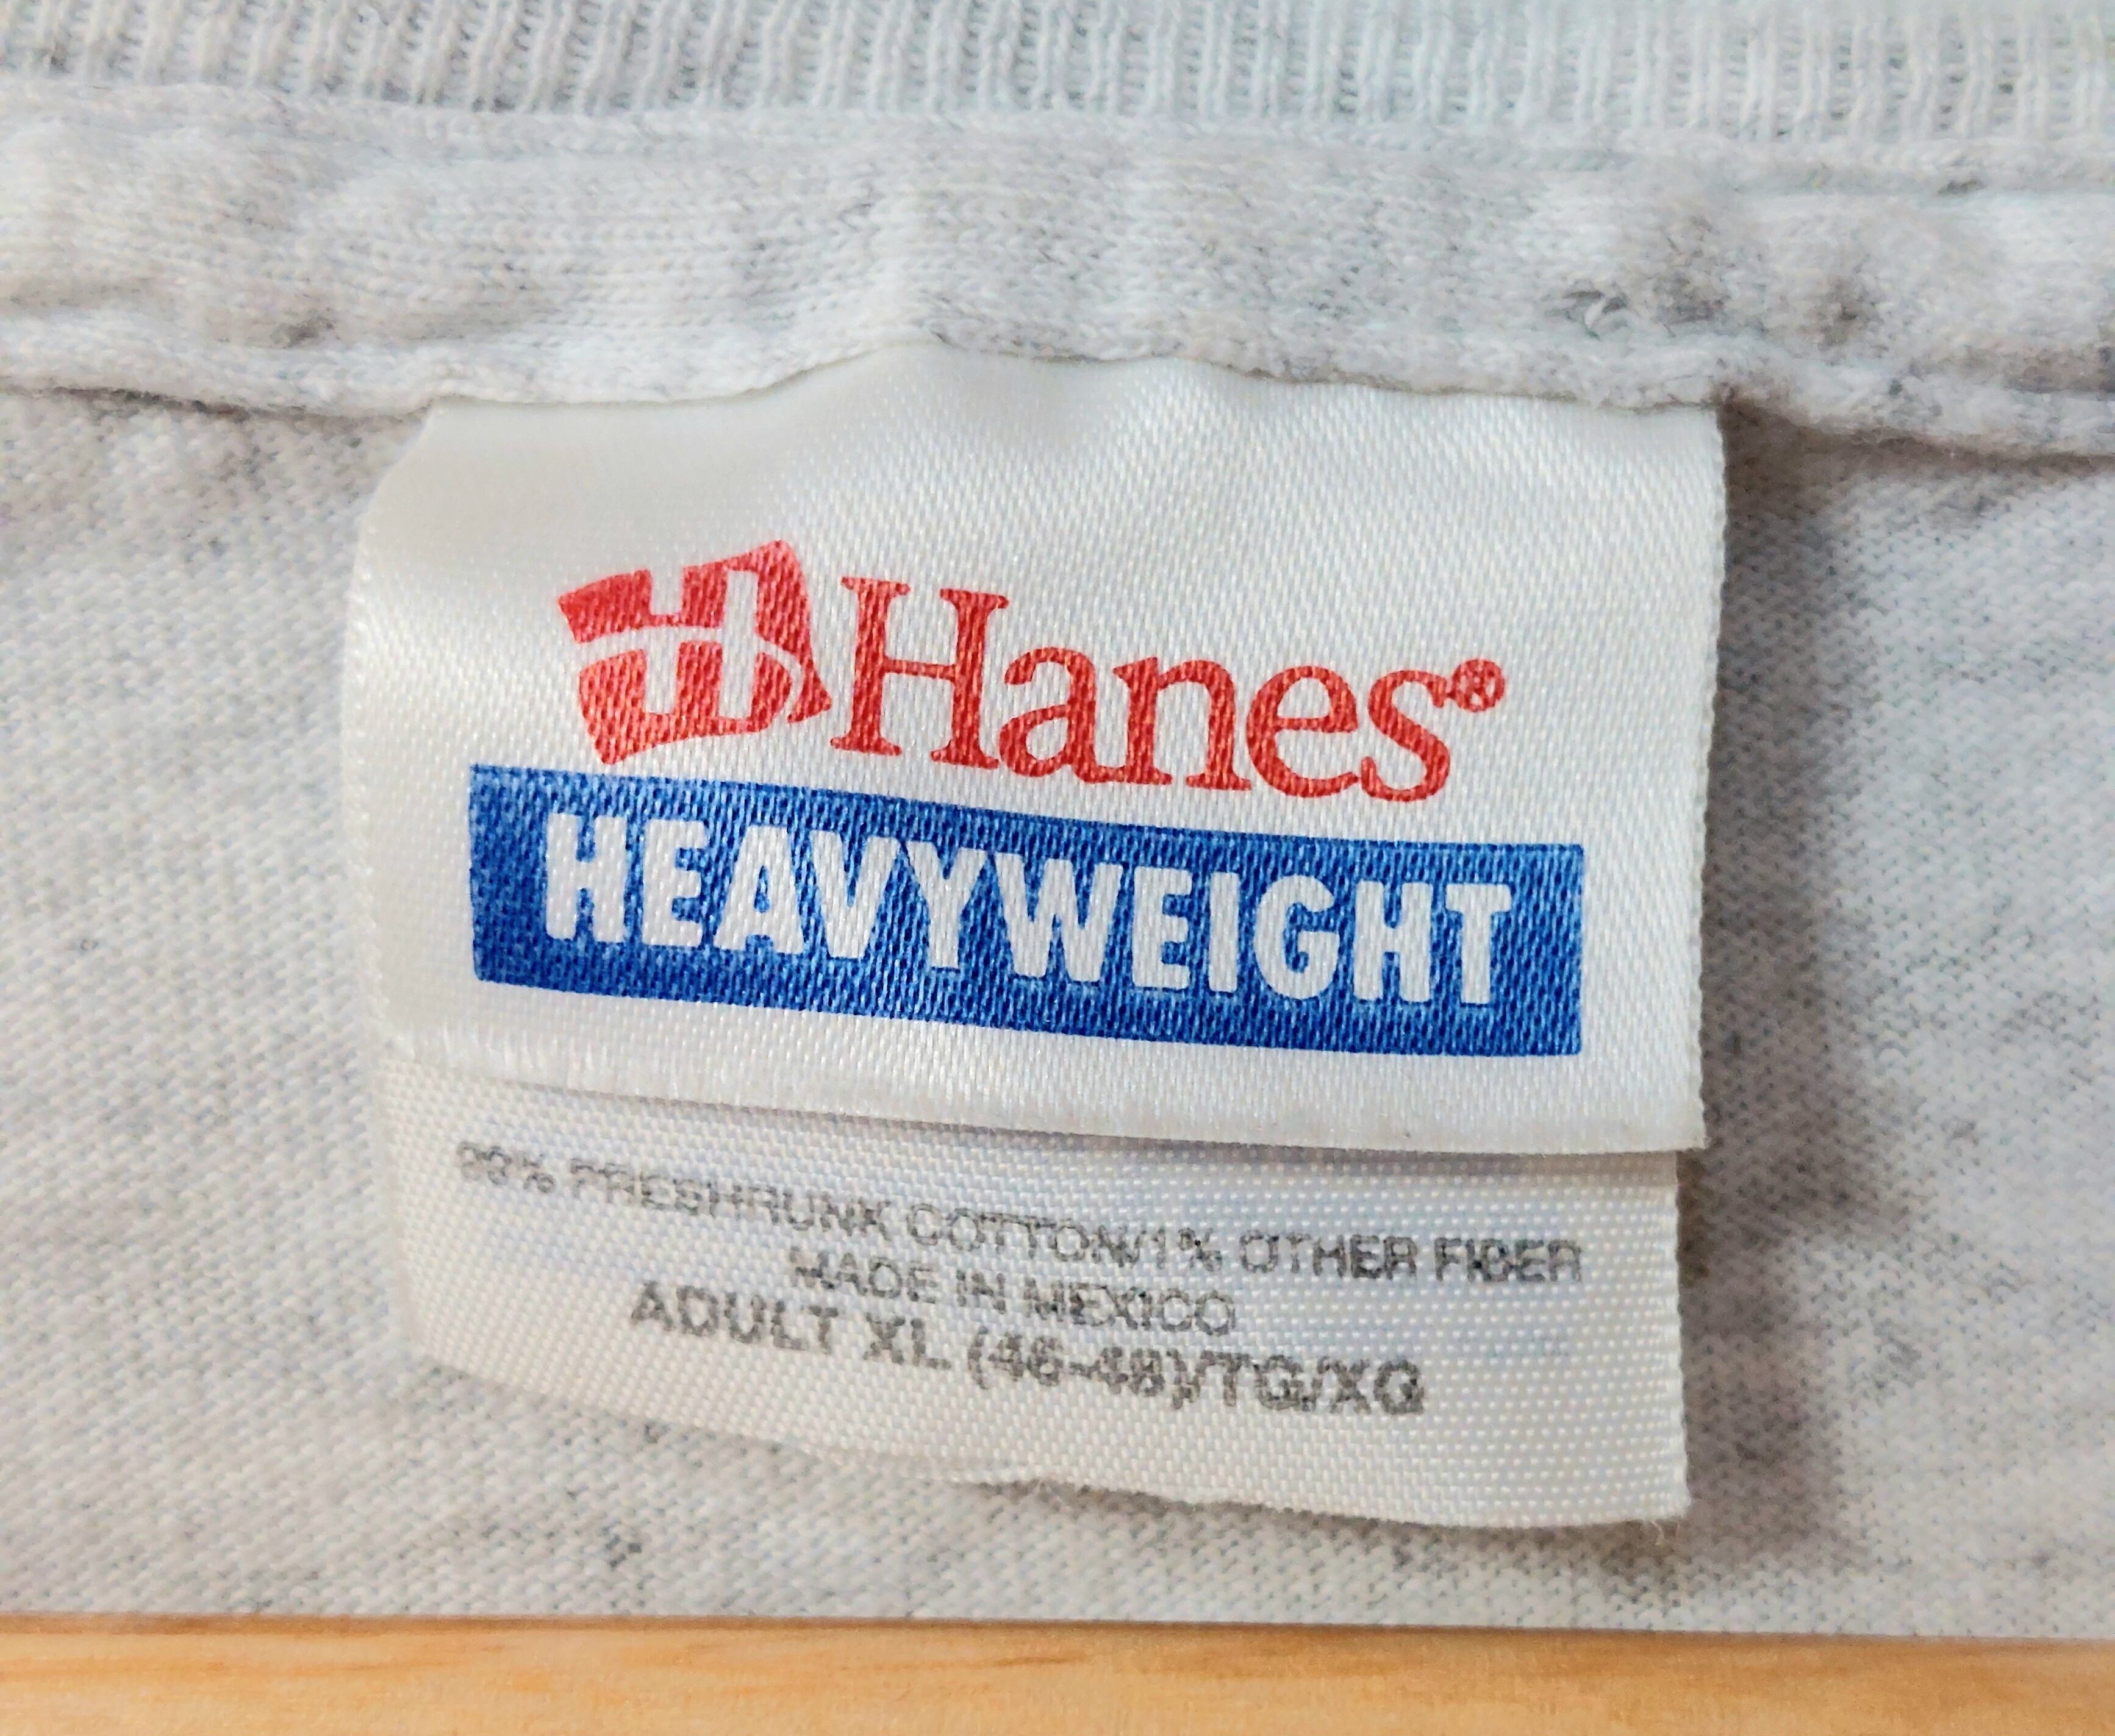 Hanes®
HEAVYWEIGHT
99% PRESHRUNK COTTON/1% OTHER FIBER
MADE IN MEXICO
ADULT XL (46-48)/TG/XG